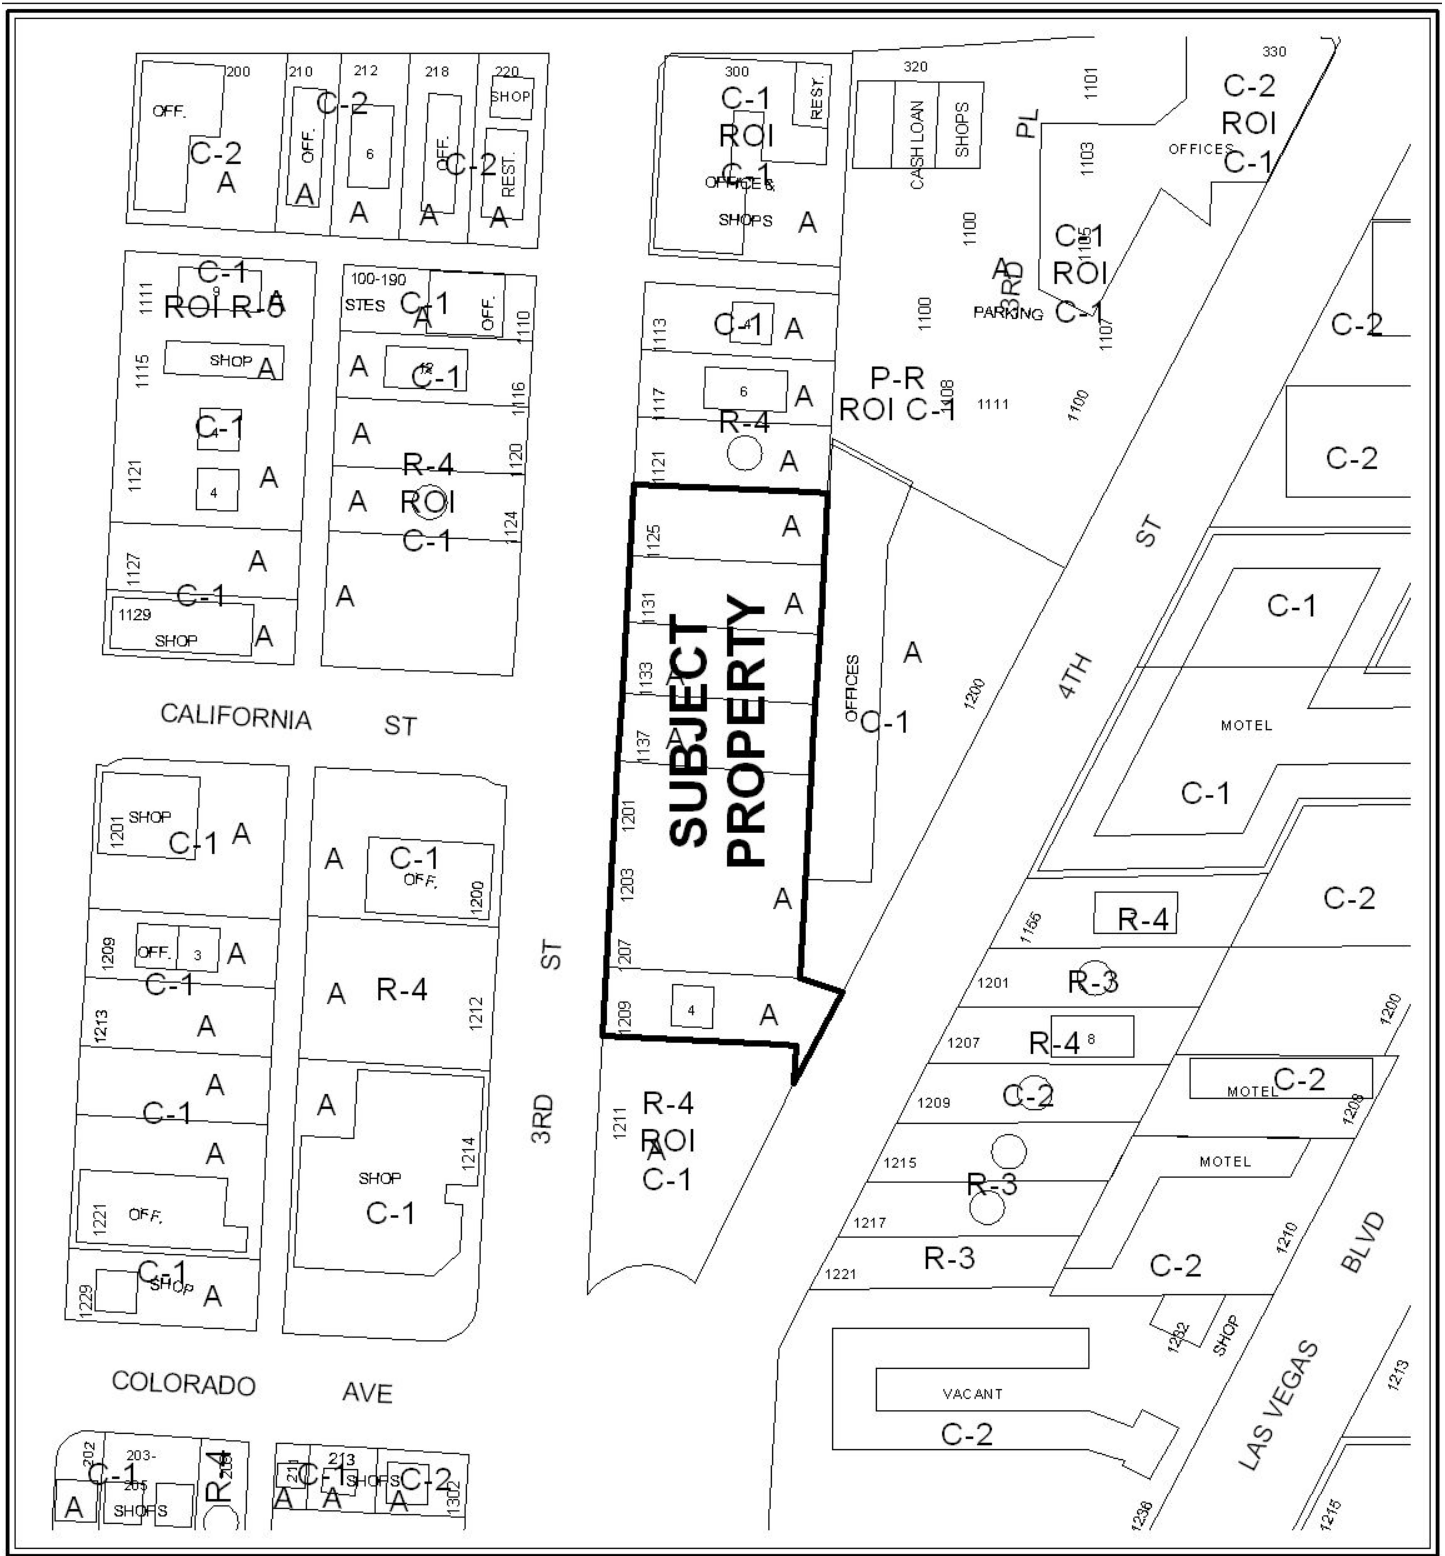 200
210
212
218
220
OFF.
C-2
A
C-2
OFF.
A
6
A
OFF.
C-2
A
SHOP
REST.
A
300
C-1
ROI
C-1
OFFICES
SHOPS
REST.
A
320
CASH LOAN
SHOPS
PL
3RD
A
PARKING
1101
1103
1105
1107
1100
1100
1108
1111
1100
P-R
ROI C-1
C-1
ROI
C-1
330
C-2
ROI
C-1
OFFICES
1111
C-1
ROI R-5
9
A
1115
SHOP
A
C-1
4
1121
4
A
1127
A
C-1
1129
SHOP
A
100-190
STES
C-1
A
OFF.
1110
A
12
C-1
1116
A
1120
R-4
ROI
C-1
A
1124
A
1113
C-1
4
A
1117
6
A
R-4
1121
A
1125
A
1131
A
1133
A
1137
A
SUBJECT
PROPERTY
1201
1203
A
1207
1209
4
A
OFFICES
A
C-1
1200
ST
4TH
C-2
C-2
C-1
MOTEL
C-1
C-2
CALIFORNIA ST
1201
SHOP
C-1
A
1209
OFF.
3
A
C-1
1213
A
A
C-1
A
1221
OFF.
C-1
1229
SHOP
A
A
C-1
OFF.
1200
A
R-4
1212
A
SHOP
C-1
1214
ST
3RD
1211
R-4
ROI
C-1
A
1155
R-4
1201
R-3
1207
R-4
8
1209
C-2
1215
R-3
1217
1221
R-3
1200
MOTEL
C-2
1208
MOTEL
C-2
1210
BLVD
LAS VEGAS
1232
SHOP
1213
VACANT
C-2
1236
1215
COLORADO AVE
202
C-1
A
203-
205
SHOPS
R-4
211
A
213
C-1
SHOPS
A
C-2
A
1302